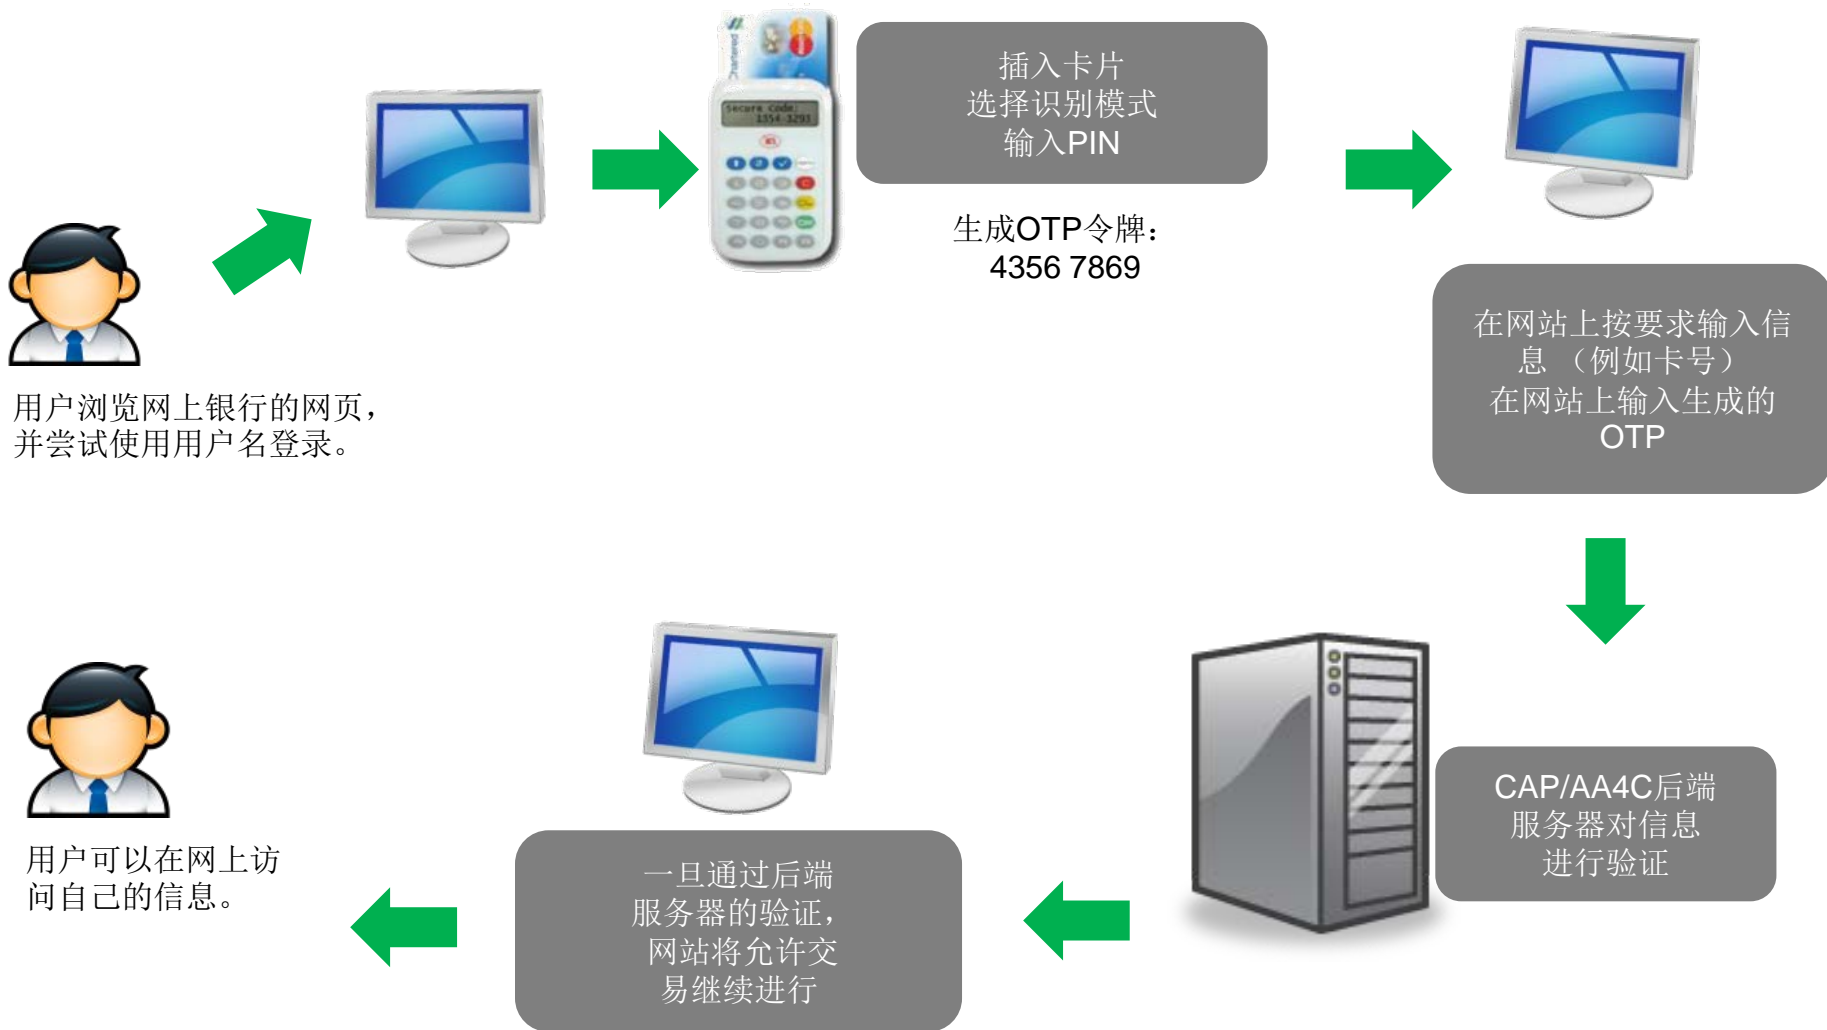 用户浏览网上银行的网页，
并尝试使用用户名登录。
Chartered
Secure Code:
1354-3293
插入卡片
选择识别模式
输入PIN
生成OTP令牌：
4356 7869
在网站上按要求输入信
息 （例如卡号）
在网站上输入生成的
OTP
CAP/AA4C后端
服务器对信息
进行验证
一旦通过后端
服务器的验证，
网站将允许交
易继续进行
用户可以在网上访
问自己的信息。